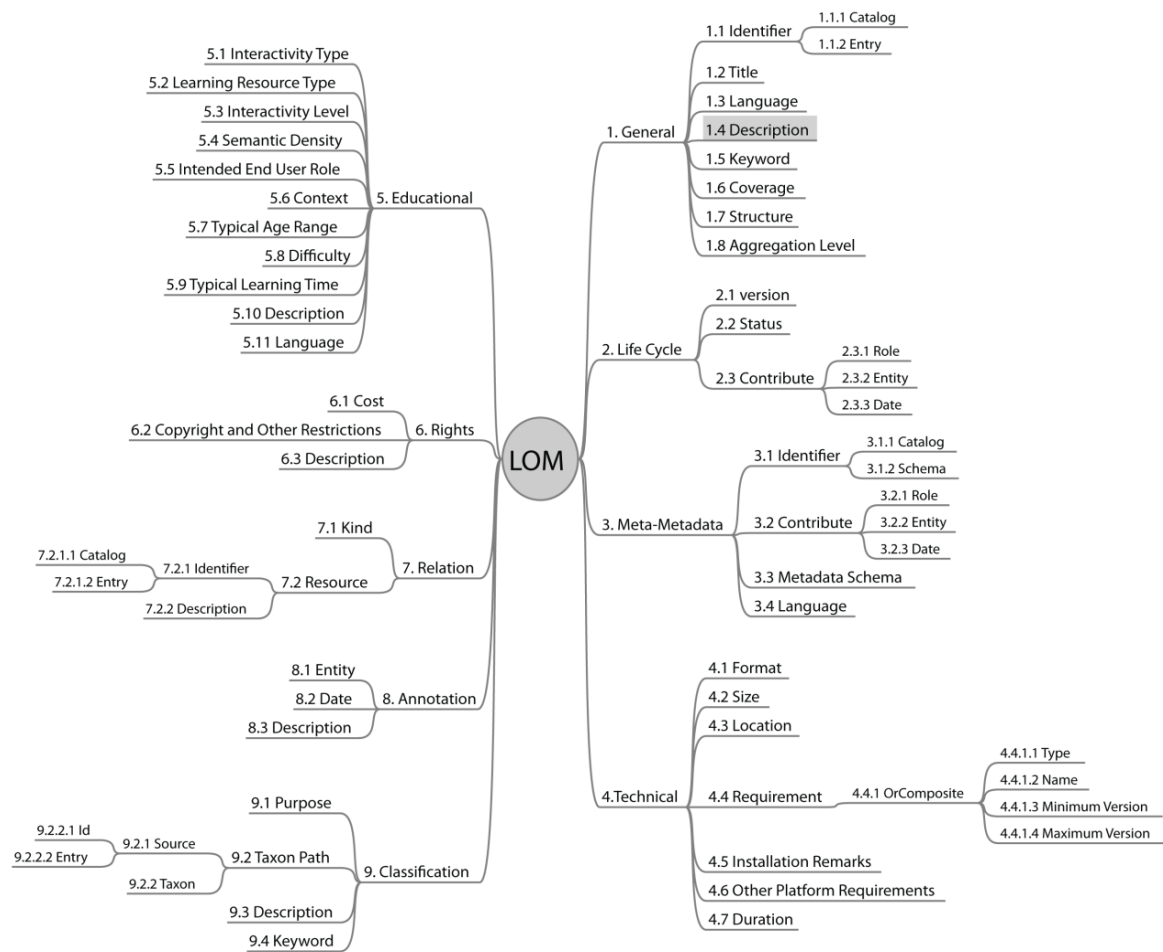 LOM
1. General
1.1 Identifier
1.1.1 Catalog
1.1.2 Entry
1.2 Title
1.3 Language
1.4 Description
1.5 Keyword
1.6 Coverage
1.7 Structure
1.8 Aggregation Level
2. Life Cycle
2.1 version
2.2 Status
2.3 Contribute
2.3.1 Role
2.3.2 Entity
2.3.3 Date
3. Meta-Metadata
3.1 Identifier
3.1.1 Catalog
3.1.2 Schema
3.2 Contribute
3.2.1 Role
3.2.2 Entity
3.2.3 Date
3.3 Metadata Schema
3.4 Language
4.Technical
4.1 Format
4.2 Size
4.3 Location
4.4 Requirement
4.4.1 OrComposite
4.4.1.1 Type
4.4.1.2 Name
4.4.1.3 Minimum Version
4.4.1.4 Maximum Version
4.5 Installation Remarks
4.6 Other Platform Requirements
4.7 Duration
5. Educational
5.1 Interactivity Type
5.2 Learning Resource Type
5.3 Interactivity Level
5.4 Semantic Density
5.5 Intended End User Role
5.6 Context
5.7 Typical Age Range
5.8 Difficulty
5.9 Typical Learning Time
5.10 Description
5.11 Language
6. Rights
6.1 Cost
6.2 Copyright and Other Restrictions
6.3 Description
7. Relation
7.1 Kind
7.2 Resource
7.2.1 Identifier
7.2.1.1 Catalog
7.2.1.2 Entry
7.2.2 Description
8. Annotation
8.1 Entity
8.2 Date
8.3 Description
9. Classification
9.1 Purpose
9.2 Taxon Path
9.2.1 Source
9.2.2.1 Id
9.2.2.2 Entry
9.2.2 Taxon
9.3 Description
9.4 Keyword